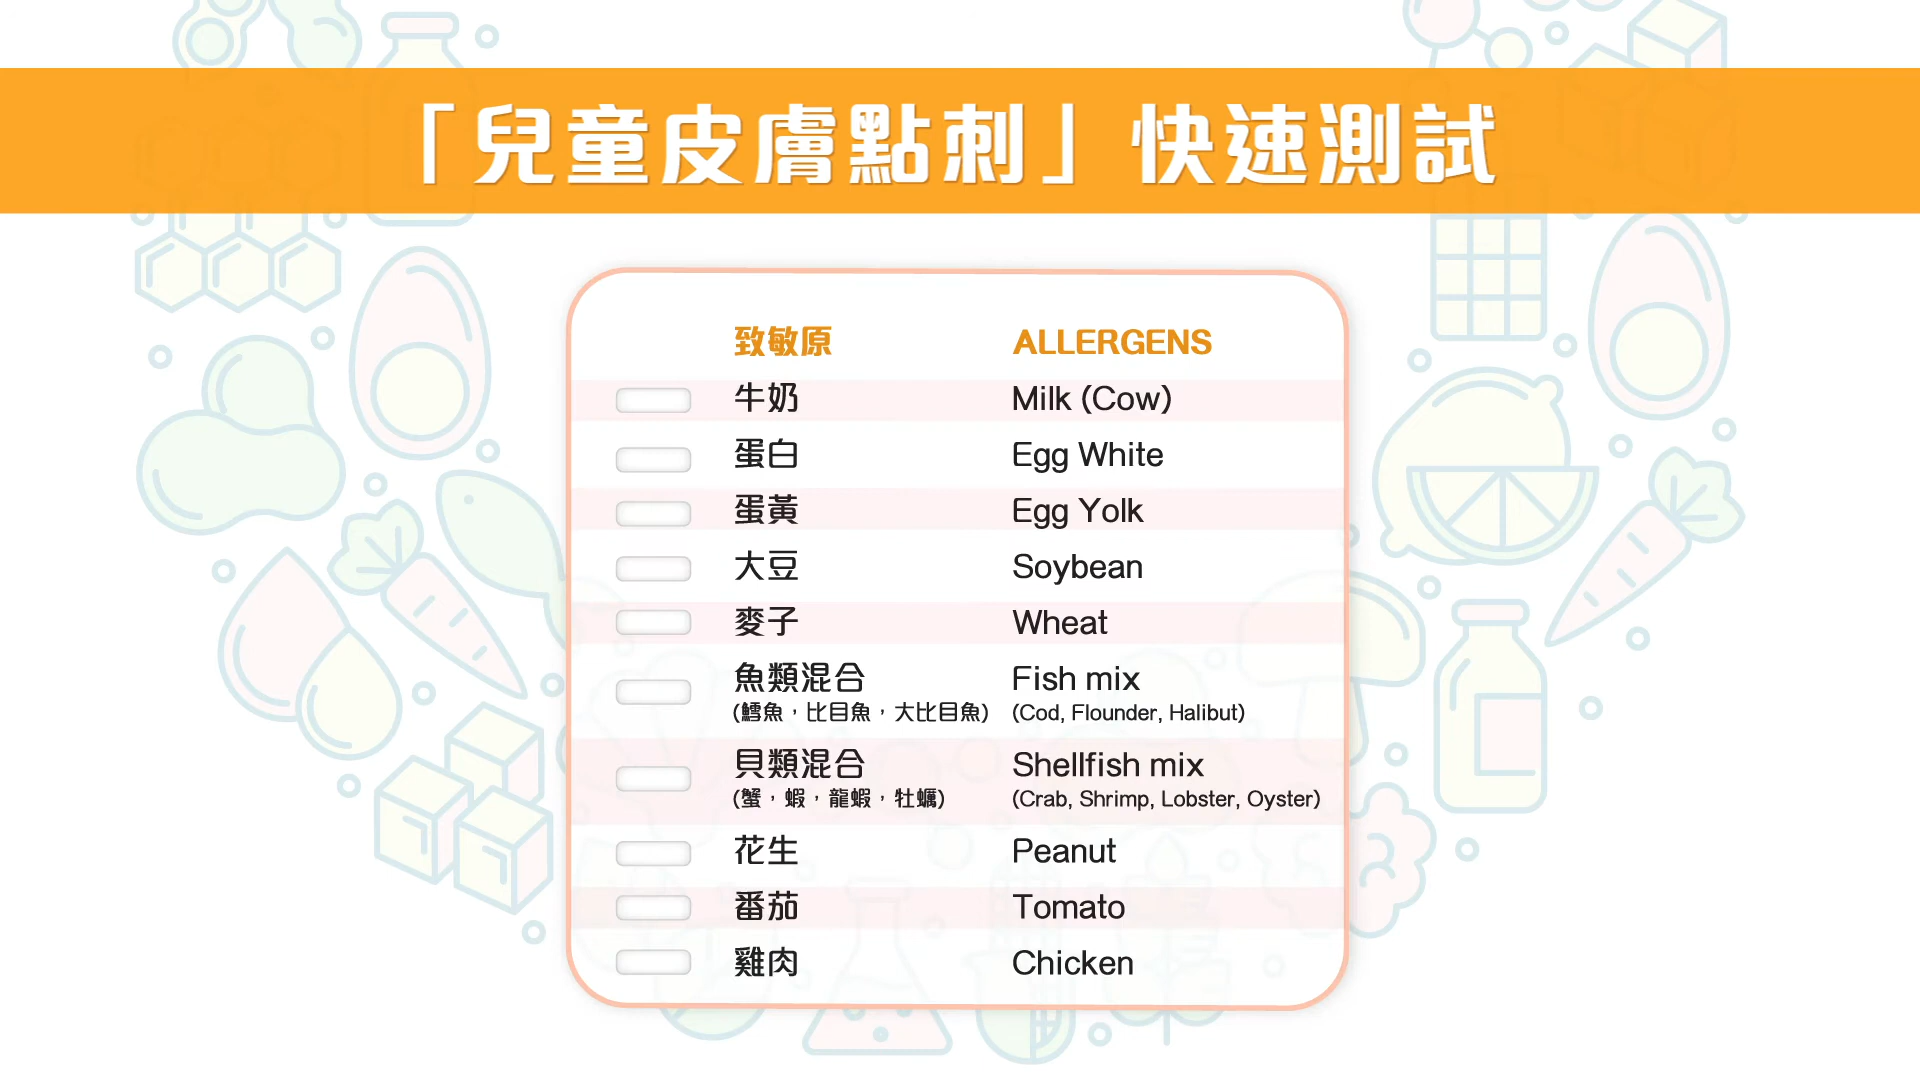 「兒童皮膚點刺」快速測試
致敏原 ALLERGENS
牛奶 Milk (Cow)
蛋白 Egg White
蛋黃 Egg Yolk
大豆 Soybean
麥子 Wheat
魚類混合 Fish mix
(鱈魚，比目魚，大比目魚) (Cod, Flounder, Halibut)
貝類混合 Shellfish mix
(蟹，蝦，龍蝦，牡蠣) (Crab, Shrimp, Lobster, Oyster)
花生 Peanut
番茄 Tomato
雞肉 Chicken